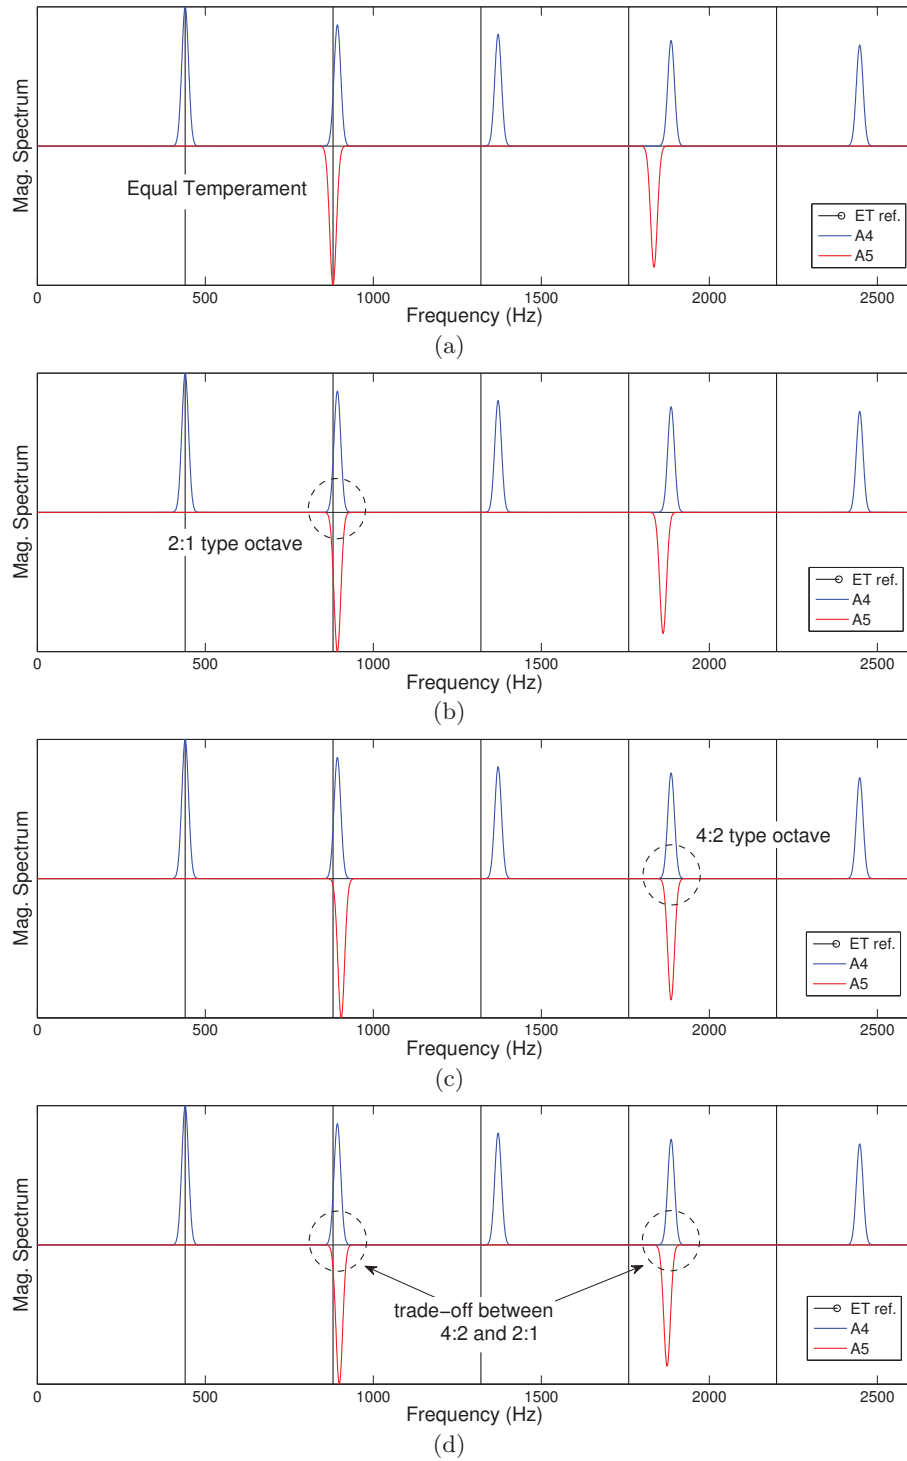 Mag. Spectrum
Equal Temperament
ET ref.
A4
A5
0 500 1000 1500 2000 2500
Frequency (Hz)
(a)
Mag. Spectrum
2:1 type octave
ET ref.
A4
A5
0 500 1000 1500 2000 2500
Frequency (Hz)
(b)
Mag. Spectrum
4:2 type octave
ET ref.
A4
A5
0 500 1000 1500 2000 2500
Frequency (Hz)
(c)
Mag. Spectrum
trade−off between
4:2 and 2:1
ET ref.
A4
A5
0 500 1000 1500 2000 2500
Frequency (Hz)
(d)